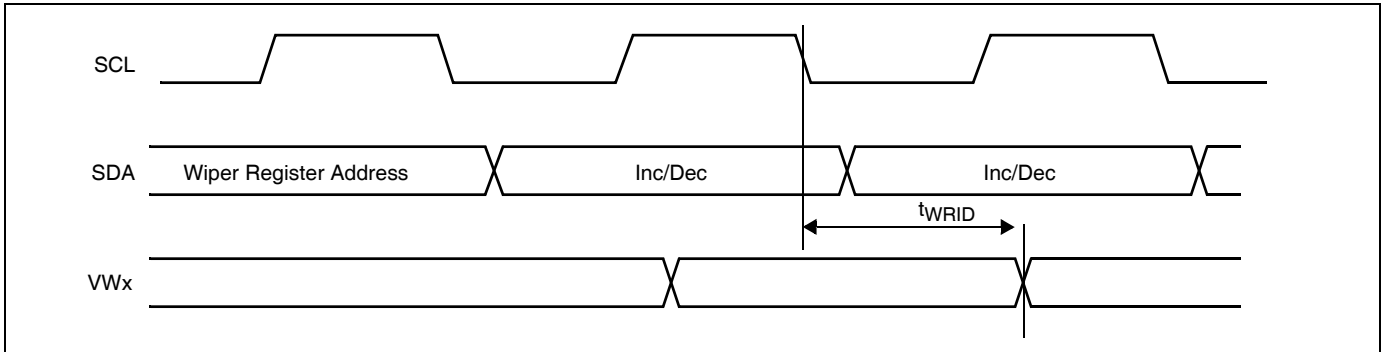 SCL
SDA Wiper Register Address Inc/Dec Inc/Dec
tWRID
VWx